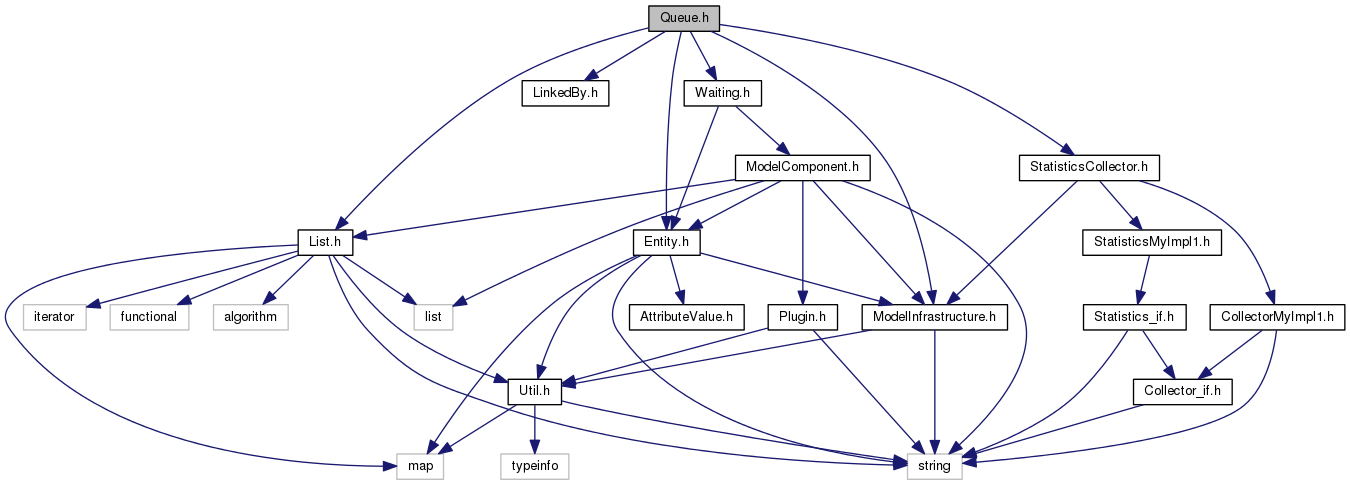 Queue.h
LinkedBy.h
Waiting.h
ModelComponent.h
StatisticsCollector.h
List.h
Entity.h
StatisticsMyImpl1.h
iterator
functional
algorithm
list
AttributeValue.h
Plugin.h
ModelInfrastructure.h
Statistics_if.h
CollectorMyImpl1.h
Util.h
Collector_if.h
map
typeinfo
string